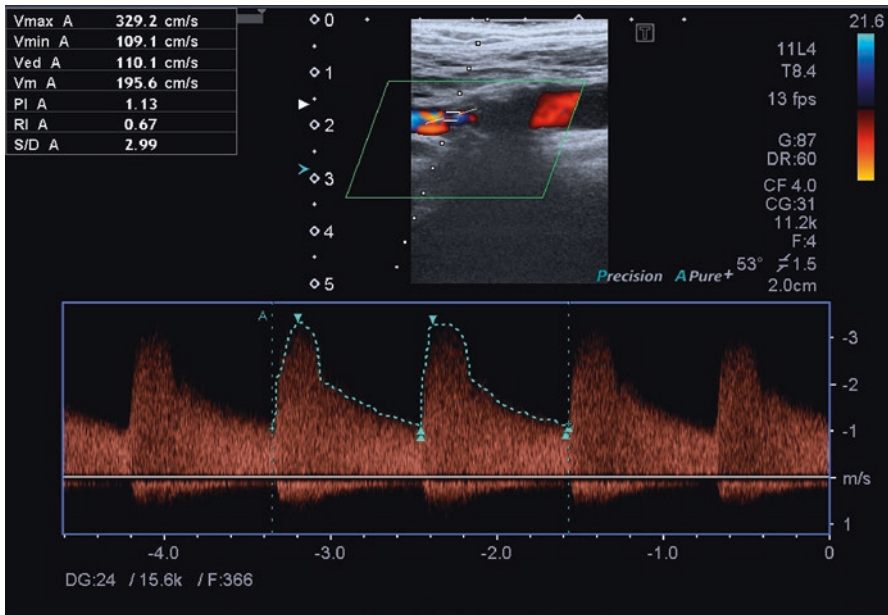 Vmax A 329.2 cm/s
Vmin A 109.1 cm/s
Ved A 110.1 cm/s
Vm A 195.6 cm/s
PI A 1.13
RI A 0.67
S/D A 2.99
0
1
2
3
4
5
T
21.6
11L4
T8.4
13 fps
G:87
DR:60
CF 4.0
CG:31
11.2k
F:4
53° 1.5
2.0cm
Precision A Pure+
A
-3
-2
-1
m/s
1
-4.0 -3.0 -2.0 -1.0 0
DG:24 / 15.6k / F:366